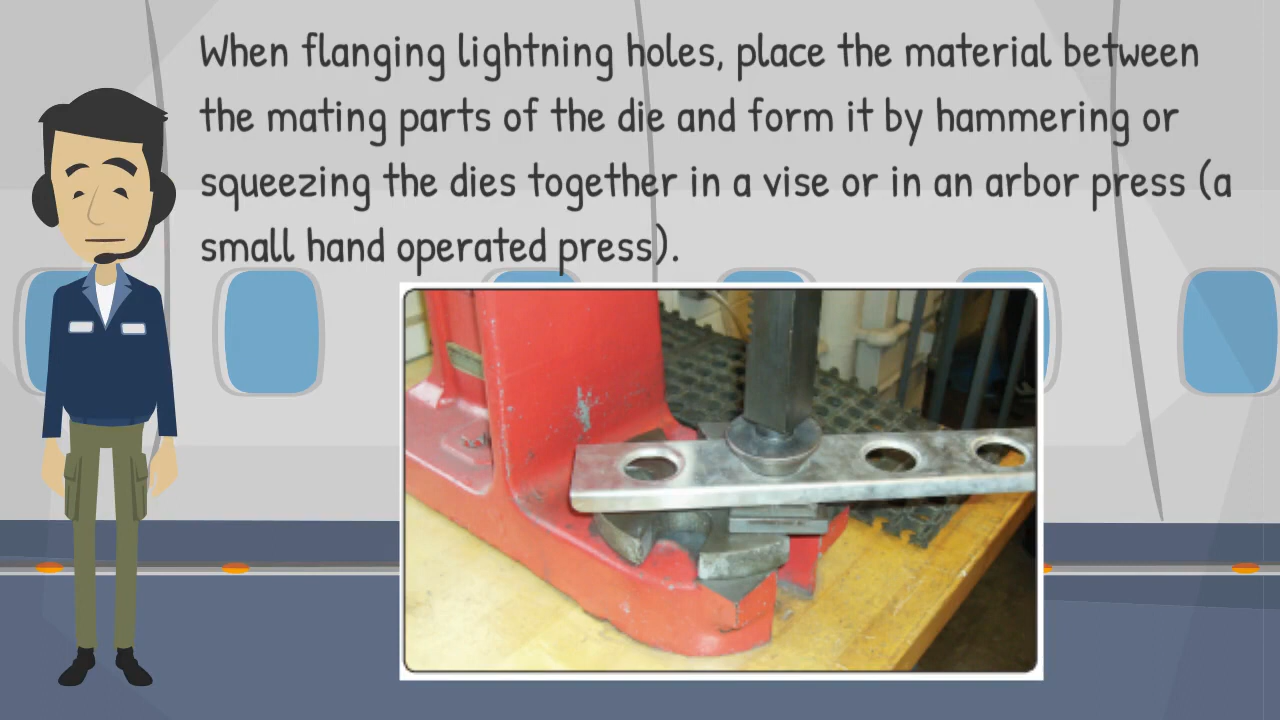 When flanging lightning holes, place the material between
the mating parts of the die and form it by hammering or
squeezing the dies together in a vise or in an arbor press (a
small hand operated press).